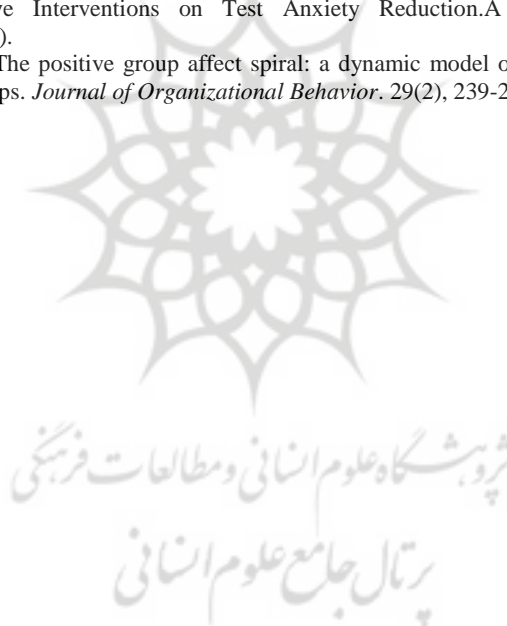 ve Interventions on Test Anxiety Reduction.A
).
The positive group affect spiral: a dynamic model o
ps. Journal of Organizational Behavior. 29(2), 239-2
پژوهشگاه علوم انسانی و مطالعات فرهنگی
پرتال جامع علوم انسانی